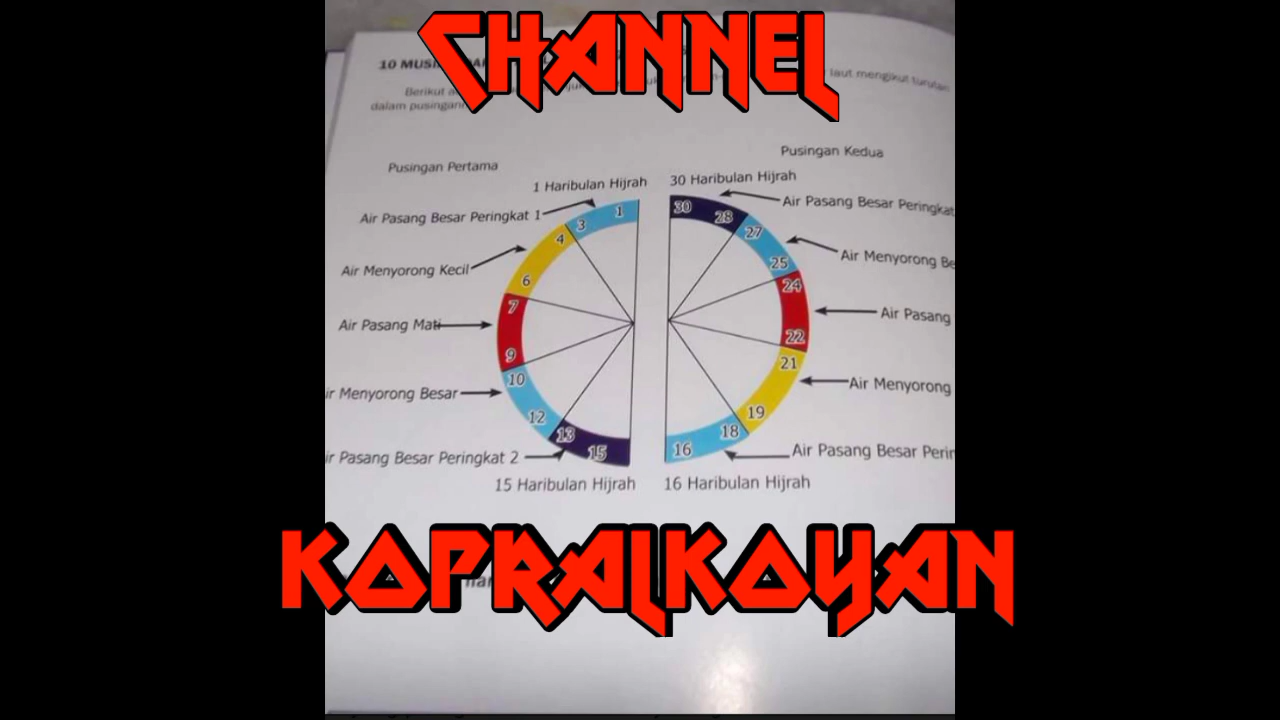 CHANNEL
10 MUSI
laut mengikut turutan
Berikut
dalam pusingan
Pusingan Pertama
Pusingan Kedua
1 Haribulan Hijrah
30 Haribulan Hijrah
Air Pasang Besar Peringkat 1
Air Menyorong Kecil
Air Pasang Mati
ir Menyorong Besar
ir Pasang Besar Peringkat 2
1
3
4
6
7
9
10
12
13
15
30
28
27
25
24
22
21
19
18
16
Air Pasang Besar Peringkat
Air Menyorong Be
Air Pasang
Air Menyorong
Air Pasang Besar Perin
15 Haribulan Hijrah
16 Haribulan Hijrah
KOPRALKOYAN